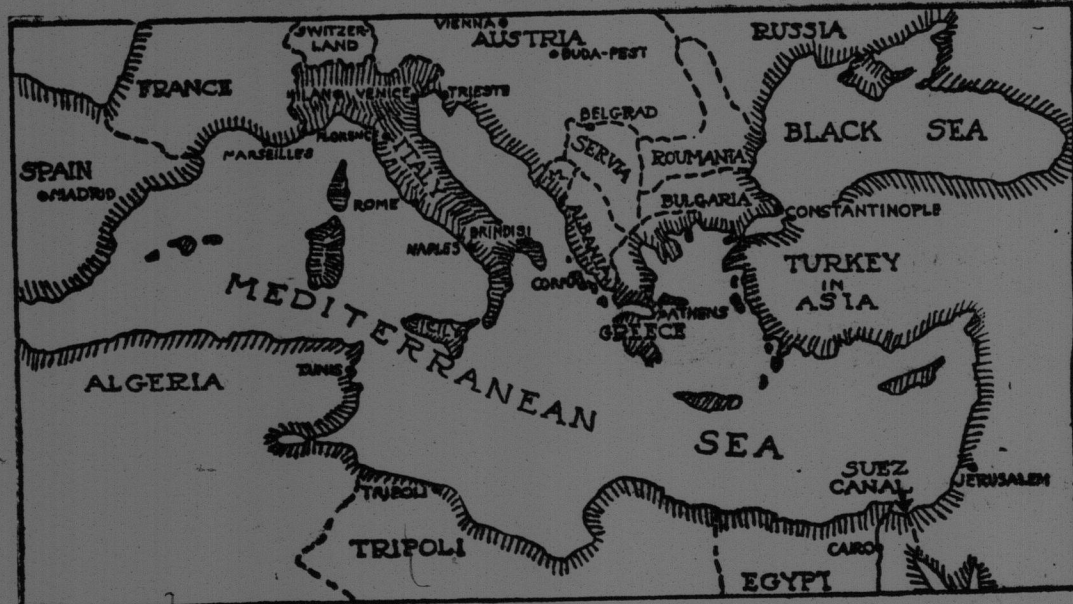 SWITZER-
LAND
VIENNA
AUSTRIA
BUDA-PEST
RUSSIA
FRANCE
MILAN
VENICE
TRIESTE
BELGRAD
SERVIA
ROUMANIA
BLACK SEA
FLORENCE
MARSEILLES
ITALY
SPAIN
MADRID
ROME
BULGARIA
CONSTANTINOPLE
ALBANIA
NAPLES
BRINDISI
TURKEY
IN
ASIA
CORFU
ATHENS
GREECE
MEDITERRANEAN
SICILY
ALGERIA
TUNIS
SEA
SUEZ
CANAL
JERUSALEM
TRIPOLI
TRIPOLI
CAIRO
EGYPT